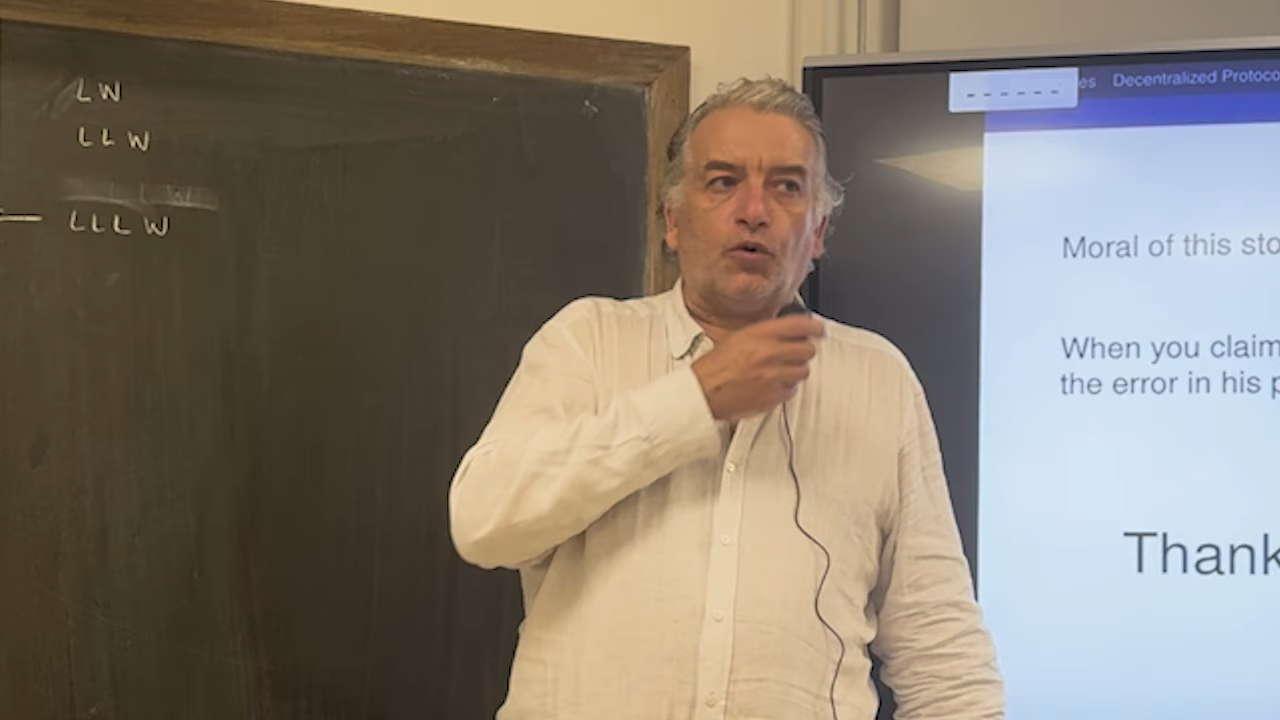 LW
LLW
LLLW
es Decentralized Protoco
Moral of this sto
When you claim
the error in his p
Thank